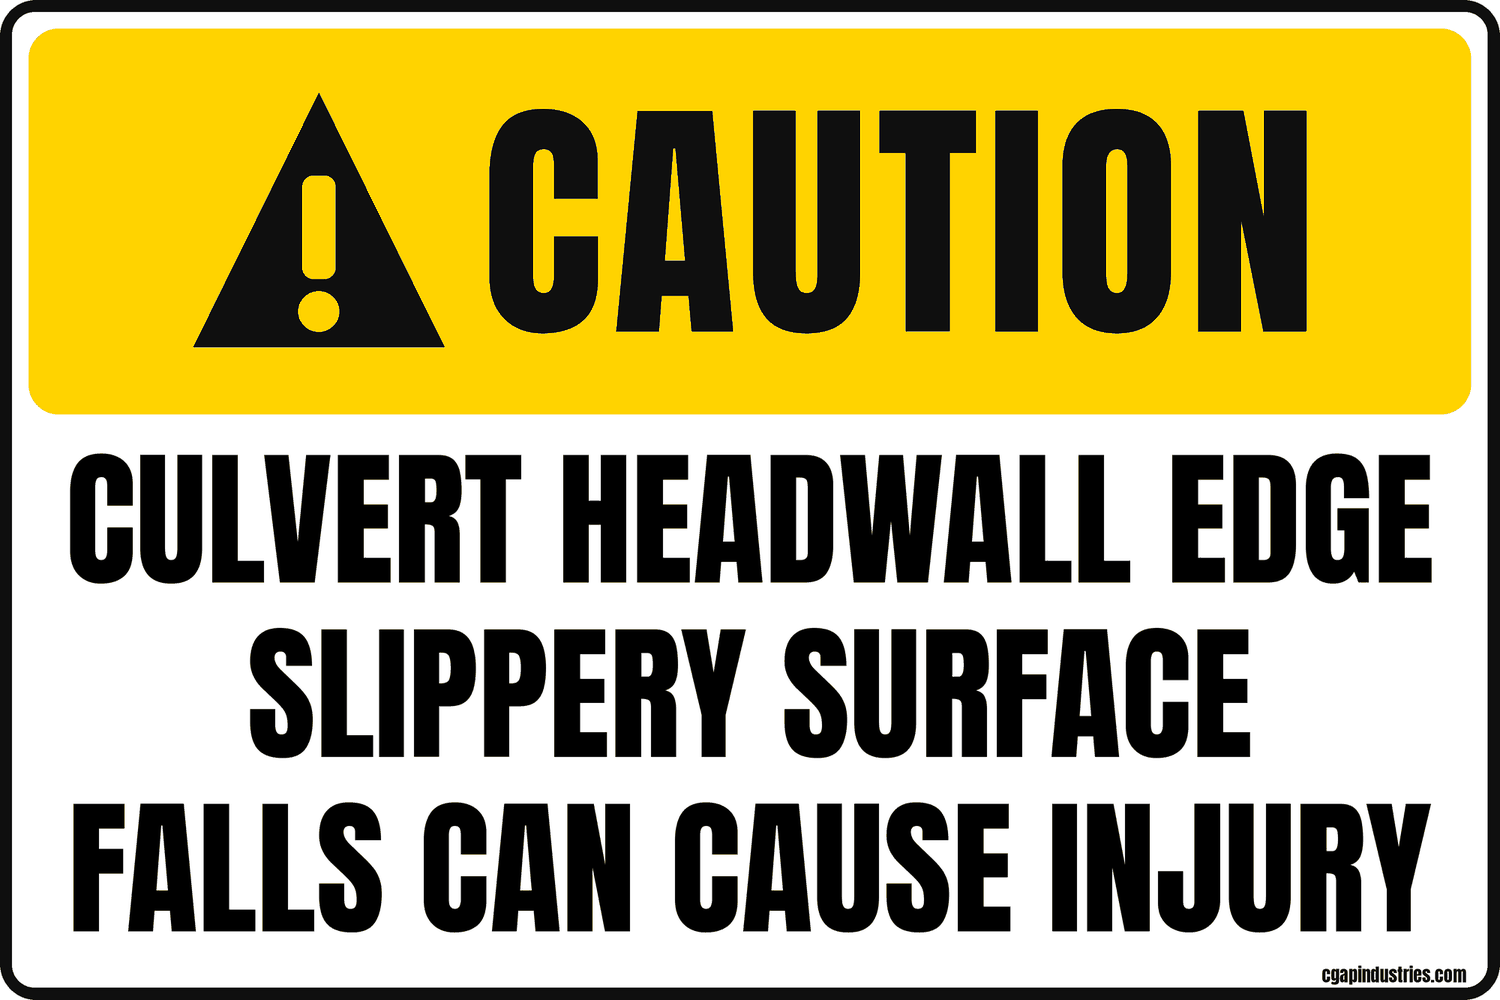 CAUTION
CULVERT HEADWALL EDGE
SLIPPERY SURFACE
FALLS CAN CAUSE INJURY
cgapindustries.com